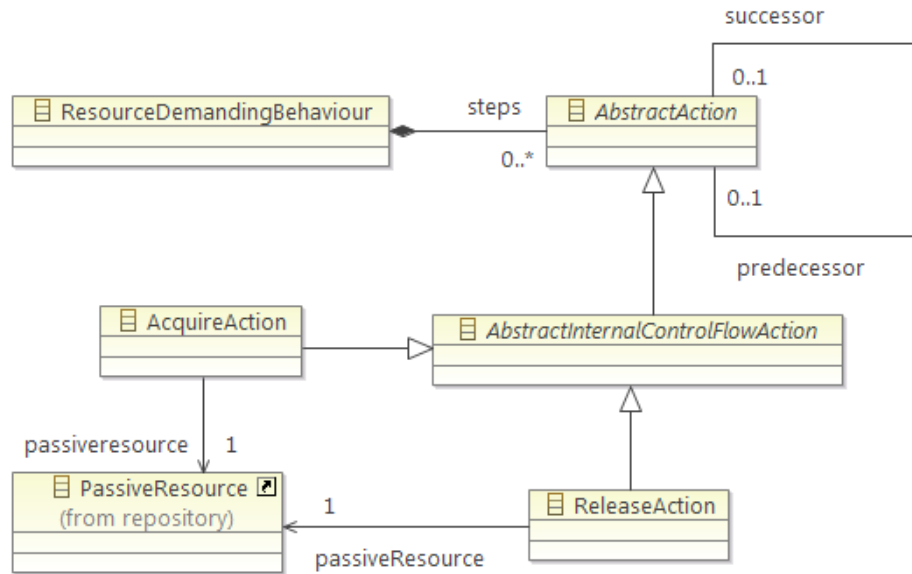 successor
0..1
ResourceDemandingBehaviour
steps
AbstractAction
0..*
0..1
predecessor
AcquireAction
AbstractInternalControlFlowAction
passiveresource
1
PassiveResource
(from repository)
1
passiveResource
ReleaseAction